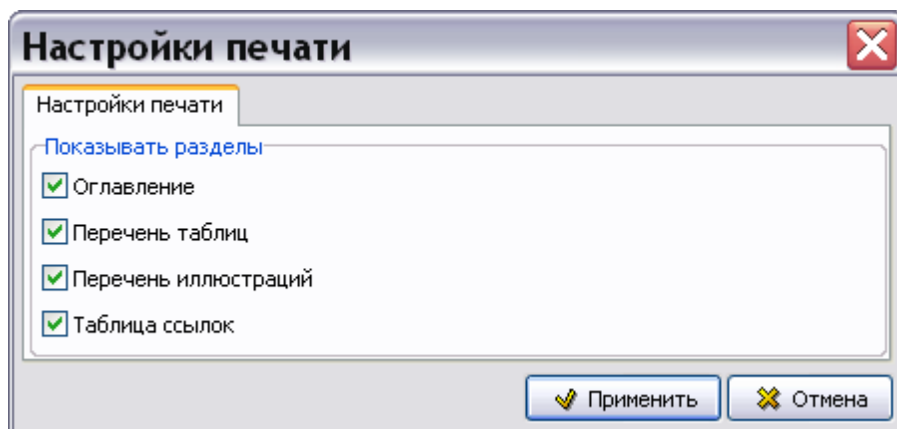 Настройки печати
Настройки печати
Показывать разделы
Оглавление
Перечень таблиц
Перечень иллюстраций
Таблица ссылок
Применить Отмена